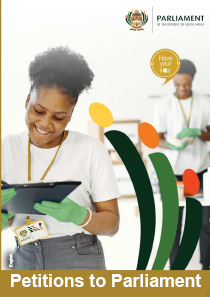 PARLIAMENT
OF THE REPUBLIC OF SOUTH AFRICA
Have
your
SAY
Petitions to Parliament